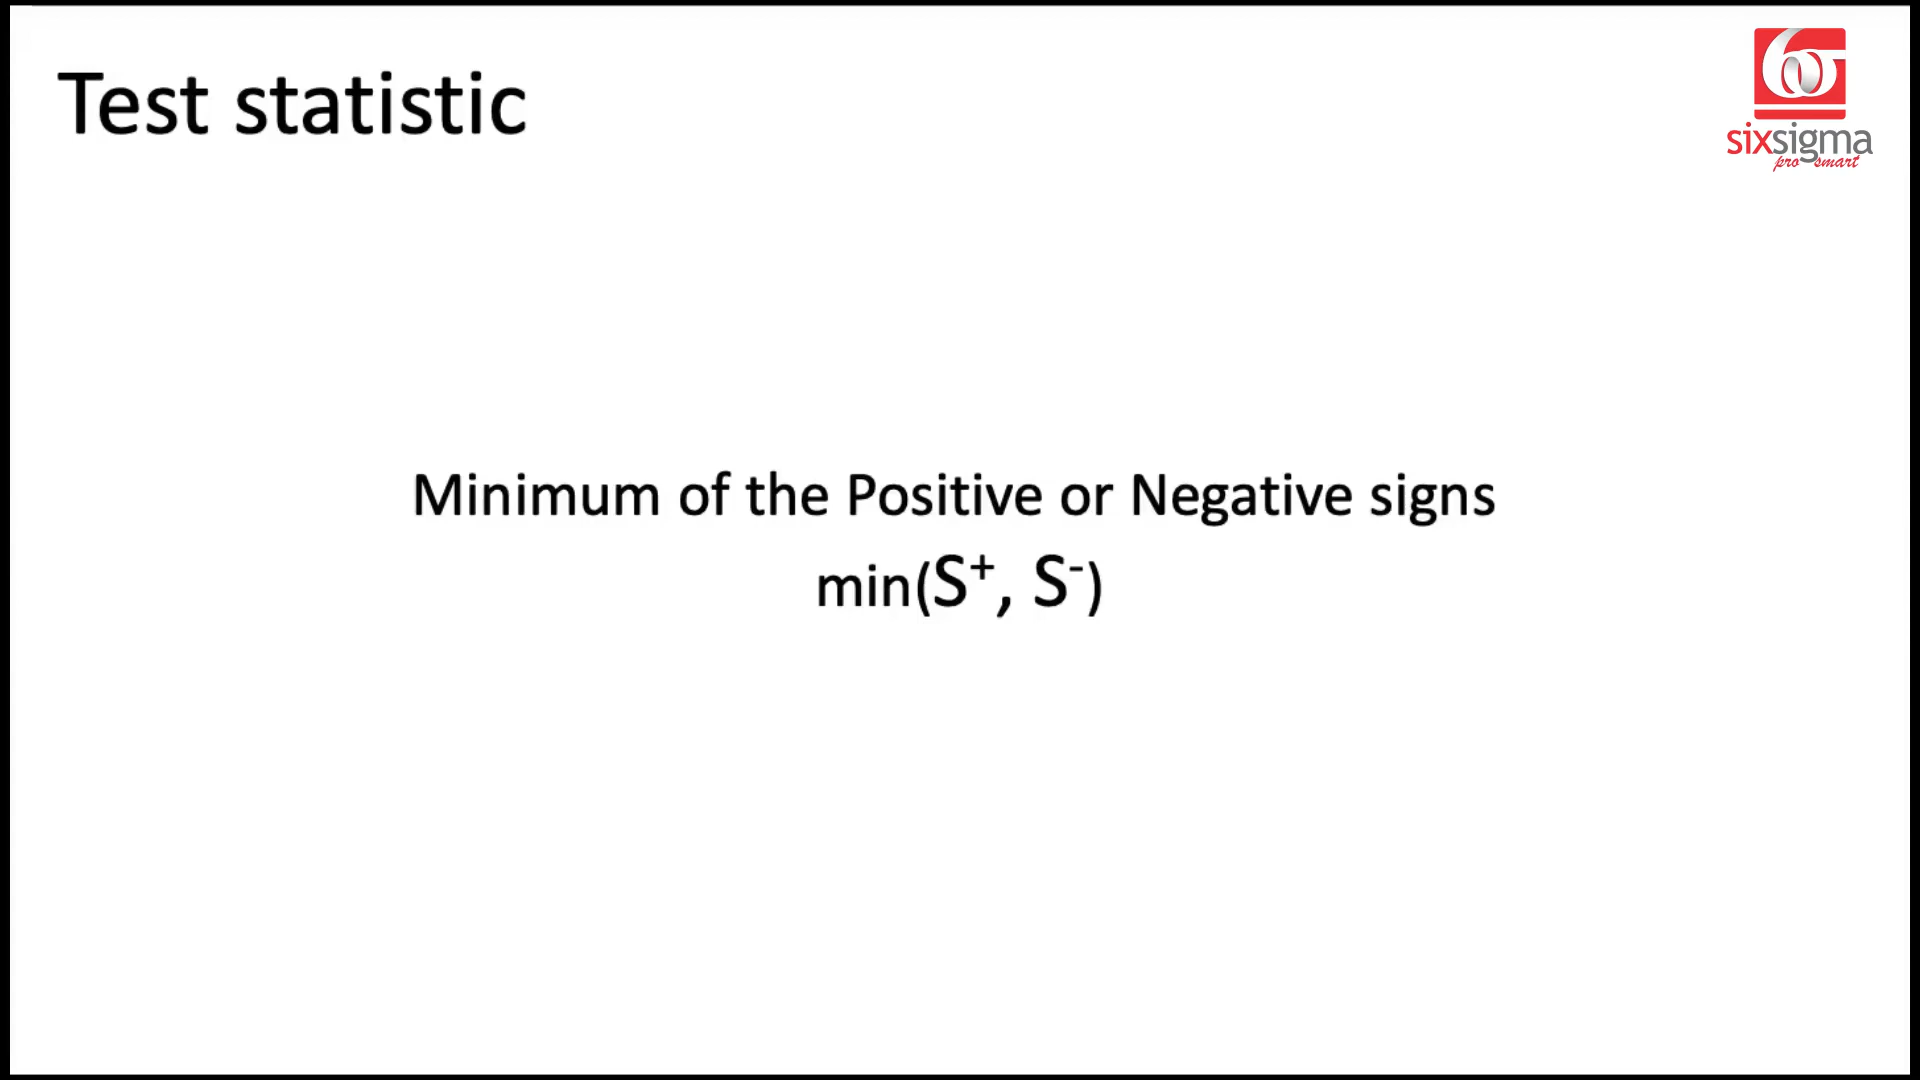 Test statistic
sixsigma
pro smart
Minimum of the Positive or Negative signs
min(S⁺, S⁻)